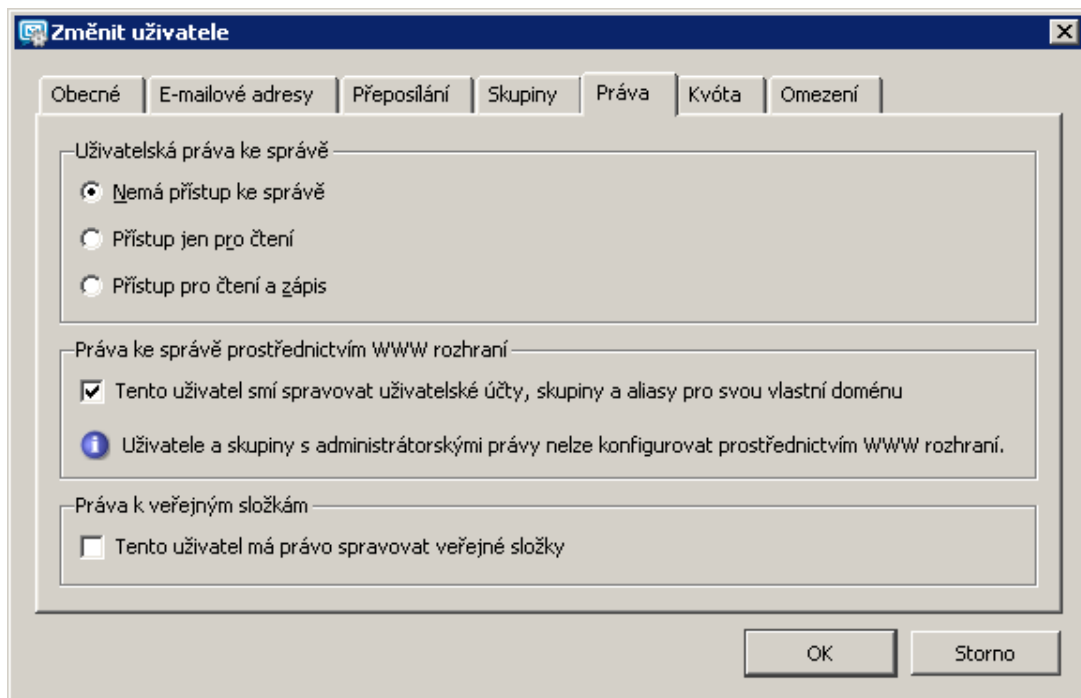 Změnit uživatele
Obecné
E-mailové adresy
Přeposílání
Skupiny
Práva
Kvóta
Omezení
Uživatelská práva ke správě
Nemá přístup ke správě
Přístup jen pro čtení
Přístup pro čtení a zápis
Práva ke správě prostřednictvím WWW rozhraní
Tento uživatel smí spravovat uživatelské účty, skupiny a aliasy pro svou vlastní doménu
Uživatele a skupiny s administrátorskými právy nelze konfigurovat prostřednictvím WWW rozhraní.
Práva k veřejným složkám
Tento uživatel má právo spravovat veřejné složky
OK
Storno